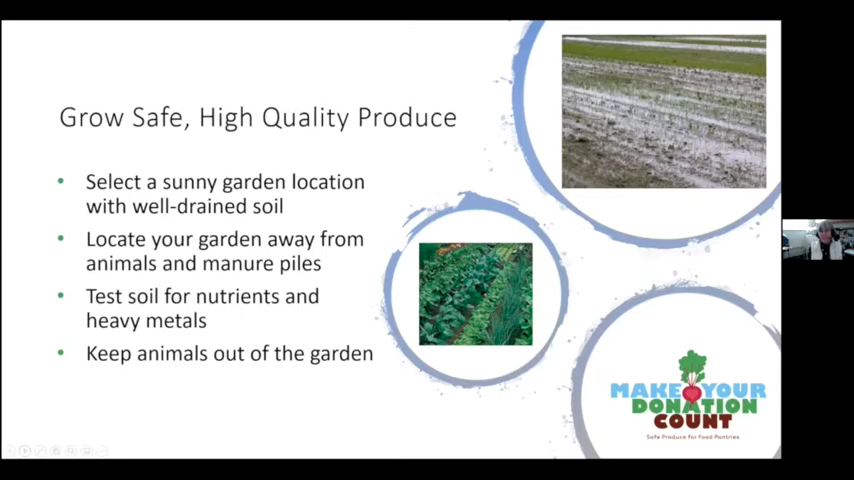 Grow Safe, High Quality Produce
• Select a sunny garden location
with well-drained soil
• Locate your garden away from
animals and manure piles
• Test soil for nutrients and
heavy metals
• Keep animals out of the garden
MAKE YOUR
DONATION
COUNT
Safe Produce for Food Pantries